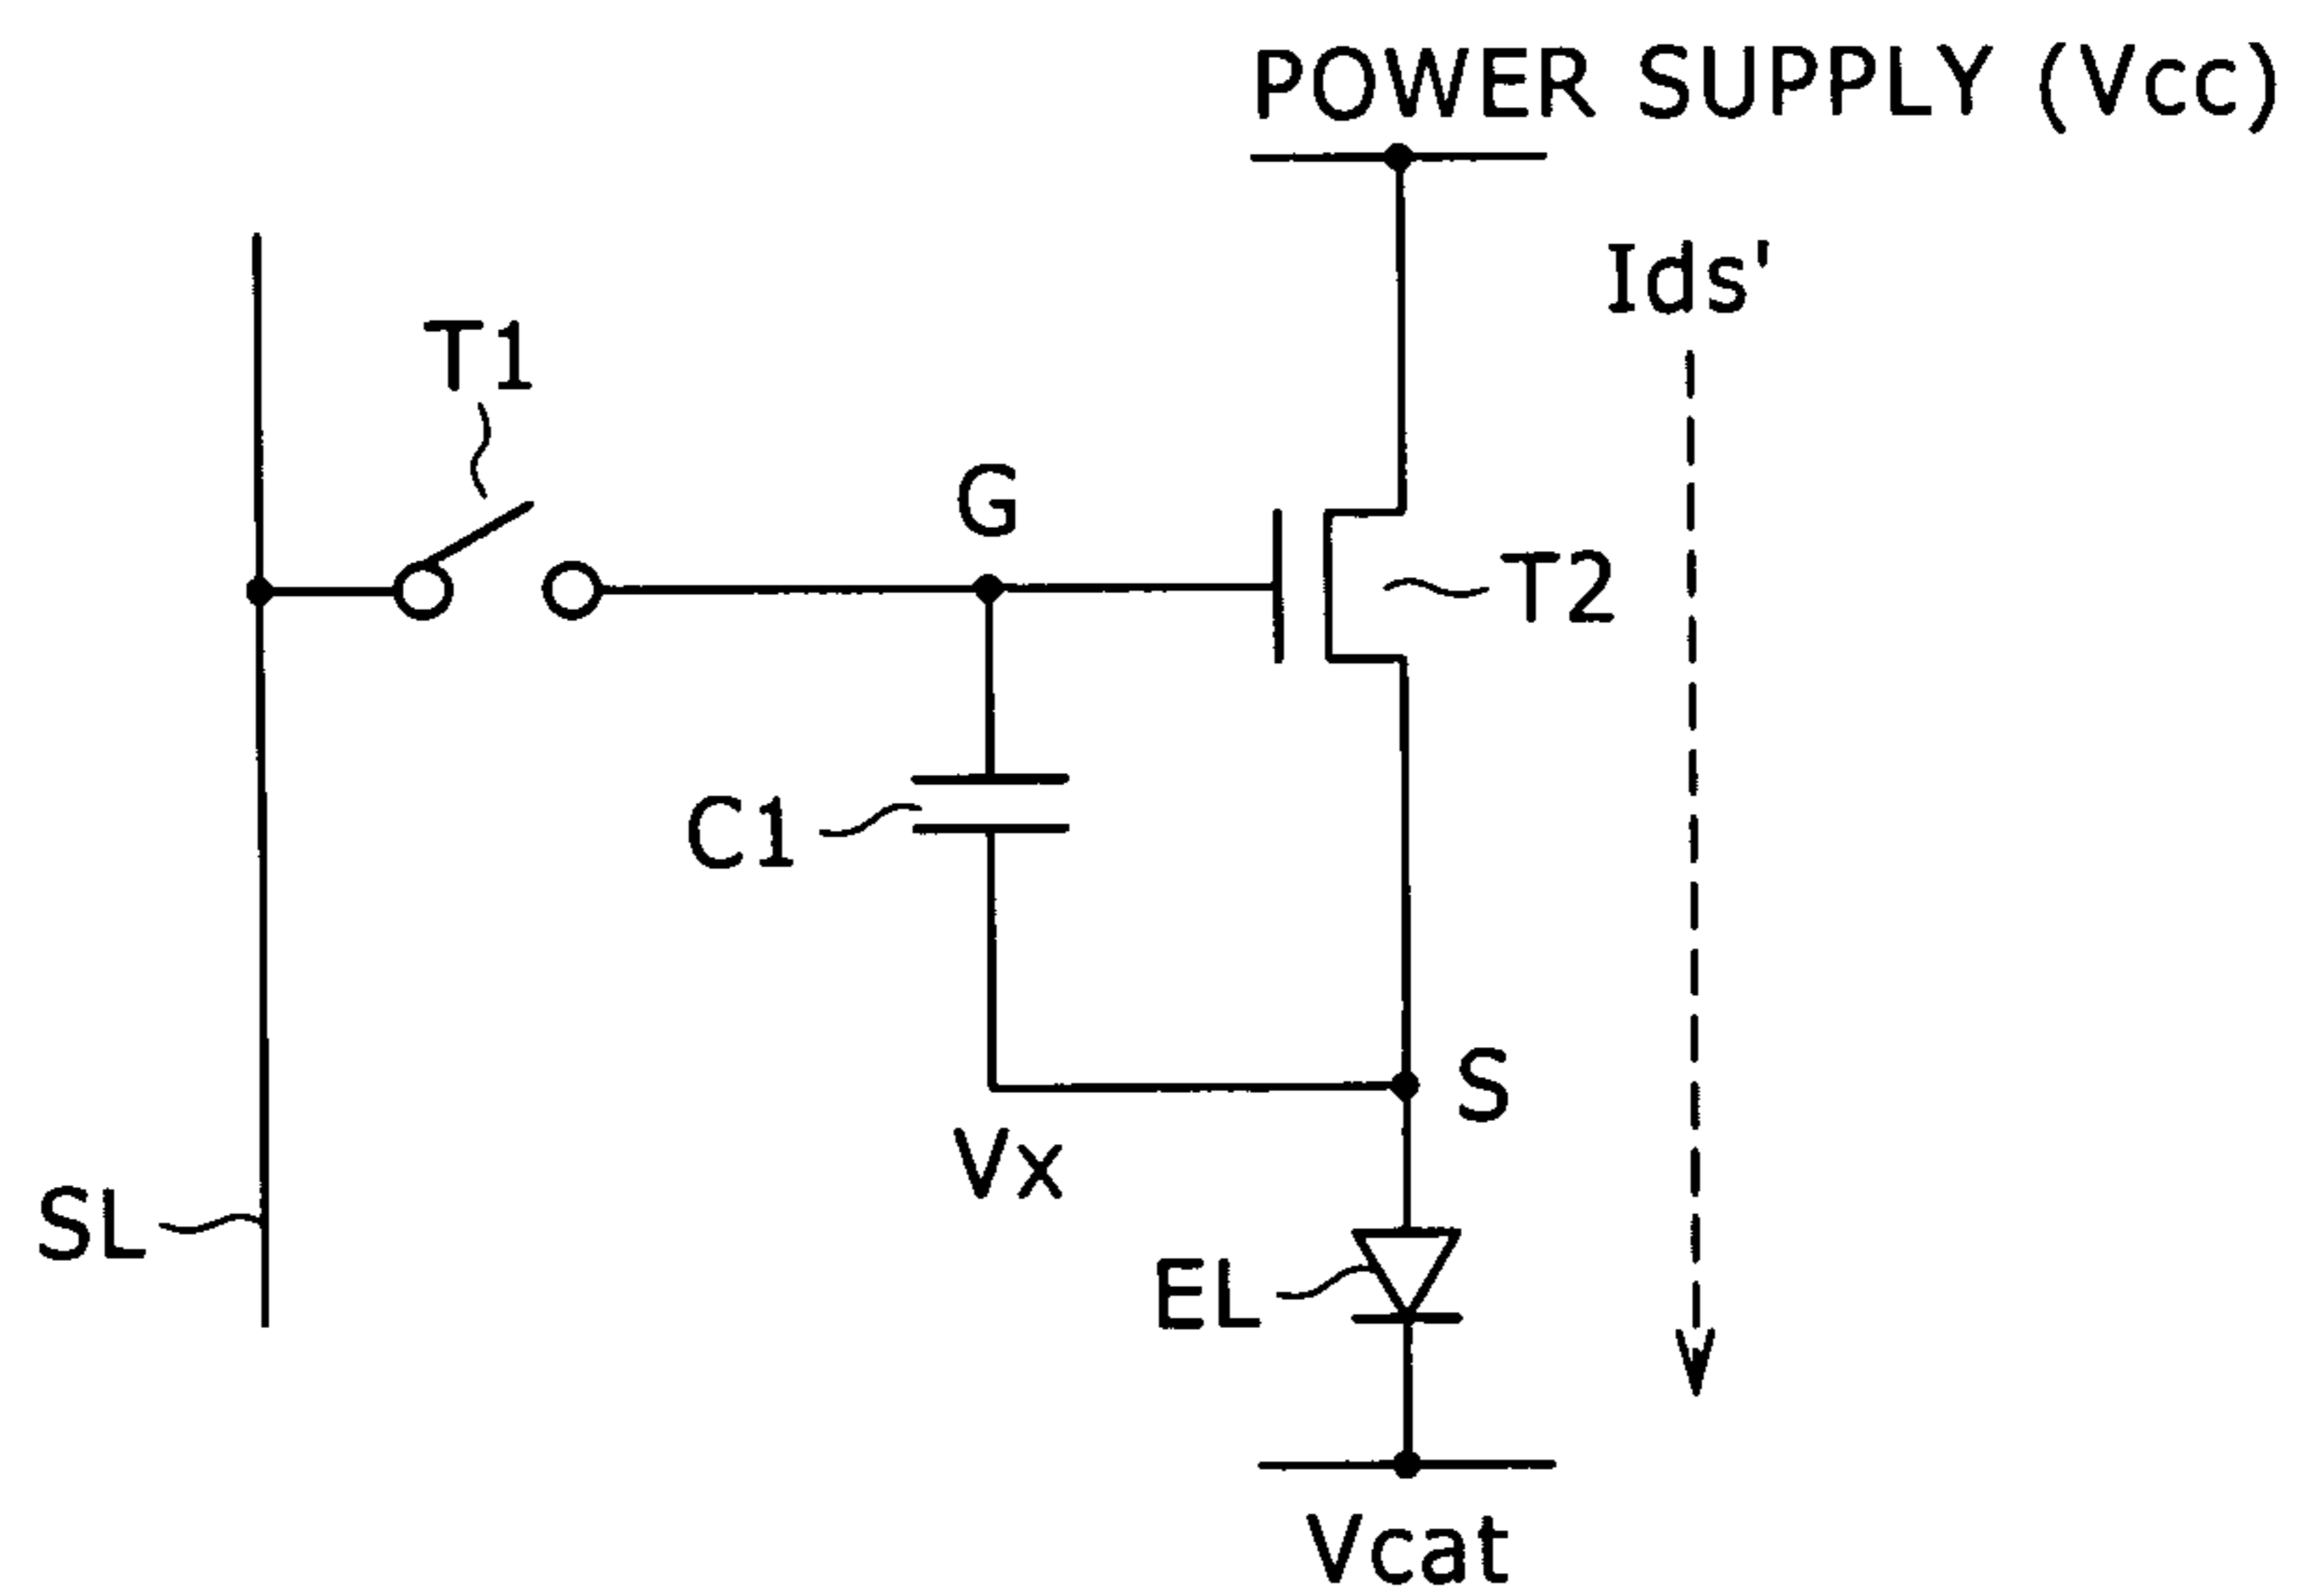 POWER SUPPLY (Vcc)
Ids'
T1
G
T2
C1
S
Vx
SL
EL
Vcat